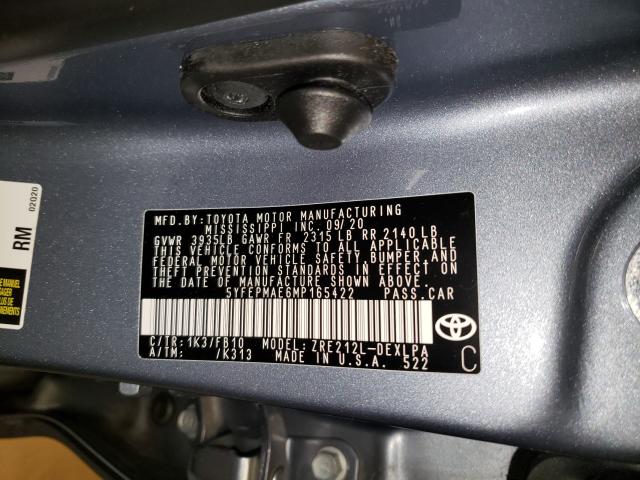 MFD.BY:TOYOTA MOTOR MANUFACTURING
MISSISSIPPI INC. 09/20
GVWR 3935LB GAWR FR 2315 LB RR 2140 LB
THIS VEHICLE CONFORMS TO ALL APPLICABLE
FEDERAL MOTOR VEHICLE SAFETY, BUMPER, AND
THEFT PREVENTION STANDARDS IN EFFECT ON
THE DATE OF MANUFACTURE SHOWN ABOVE.
5YFEPMAE6MP165422 PASS.CAR
C/TR:1K3/FB10 MODEL:ZRE212L-DEXLPA
A/TM: /K313 MADE IN U.S.A. 522
C
RM
02020
MANUEL
PLUS DE